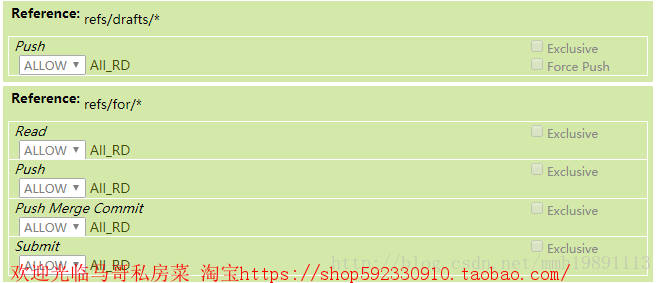 Reference: refs/drafts/*
Push
Exclusive
ALLOW All_RD
Force Push
Reference: refs/for/*
Read
Exclusive
ALLOW All_RD
Push
Exclusive
ALLOW All_RD
Push Merge Commit
Exclusive
ALLOW All_RD
Submit
Exclusive
ALLOW All_RD
http://blog.csdn.net/mmh19891113
欢迎光临马哥私房菜 淘宝https://shop592330910.taobao.com/